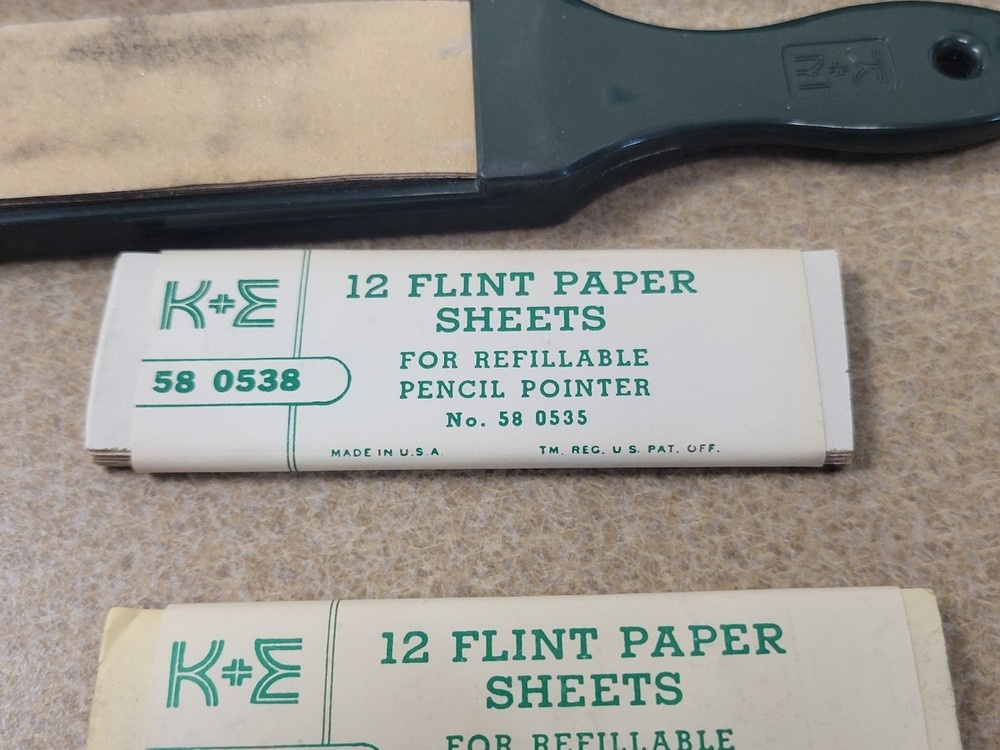 K+E
K+E
12 FLINT PAPER
SHEETS
FOR REFILLABLE
PENCIL POINTER
No. 58 0535
58 0538
MADE IN U.S.A.
TM. REG. U S. PAT. OFF.
K+E
12 FLINT PAPER
SHEETS
FOR REFILLABLE